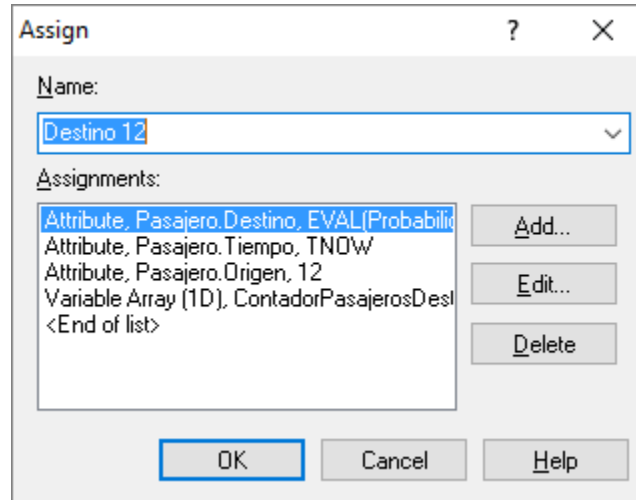 Assign
?
Name:
Destino 12
Assignments:
Attribute, Pasajero.Destino, EVAL(Probabili
Attribute, Pasajero.Tiempo, TNOW
Attribute, Pasajero.Origen, 12
Variable Array (1D), ContadorPasajerosDest
<End of list>
Add...
Edit...
Delete
OK
Cancel
Help